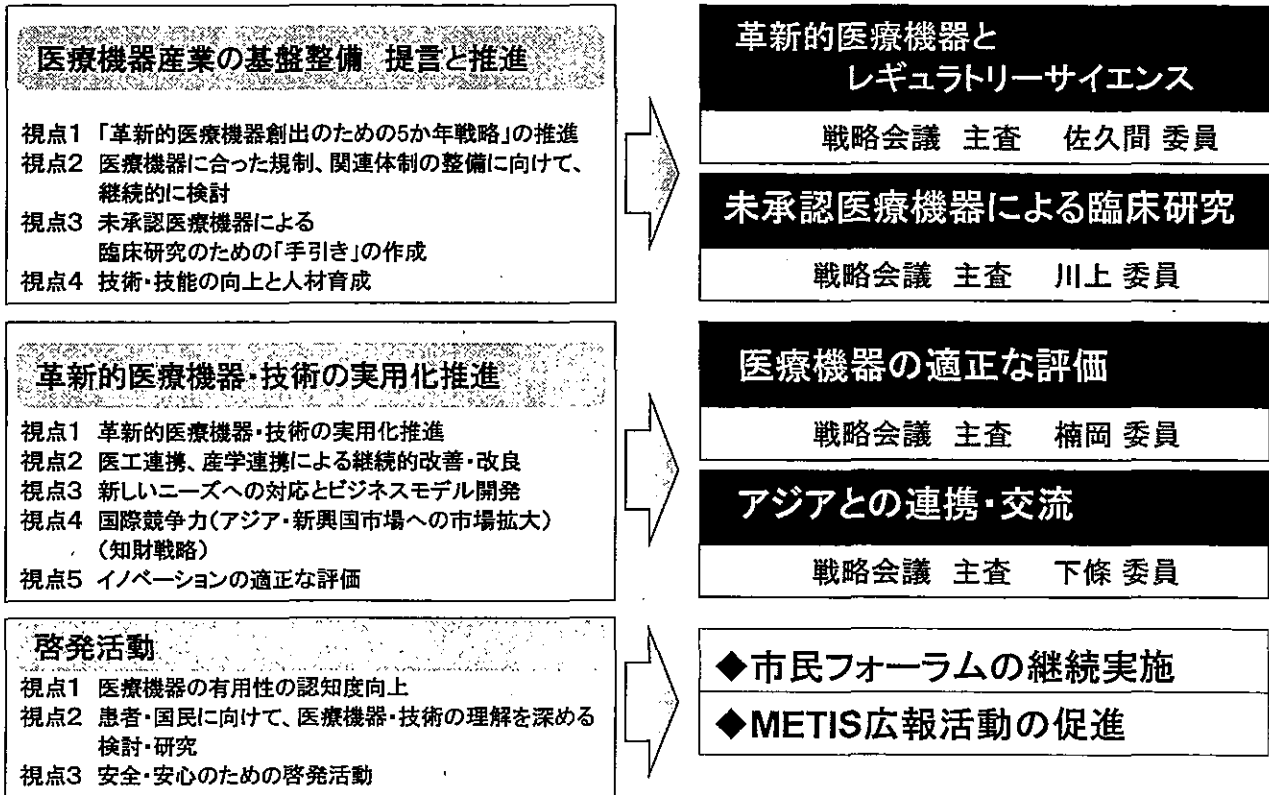 医療機器産業の基盤整備 提言と推進
視点1 「革新的医療機器創出のための5か年戦略」の推進
視点2 医療機器に合った規制、関連体制の整備に向けて、
継続的に検討
視点3 未承認医療機器による
臨床研究のための「手引き」の作成
視点4 技術・技能の向上と人材育成
革新的医療機器と
レギュラトリーサイエンス
戦略会議 主査 佐久間 委員
未承認医療機器による臨床研究
戦略会議 主査 川上 委員
革新的医療機器・技術の実用化推進
視点1 革新的医療機器・技術の実用化推進
視点2 医工連携、産学連携による継続的改善・改良
視点3 新しいニーズへの対応とビジネスモデル開発
視点4 国際競争力(アジア・新興国市場への市場拡大)
(知財戦略)
視点5 イノベーションの適正な評価
医療機器の適正な評価
戦略会議 主査 楠岡 委員
アジアとの連携・交流
戦略会議 主査 下條 委員
啓発活動
視点1 医療機器の有用性の認知度向上
視点2 患者・国民に向けて、医療機器・技術の理解を深める
検討・研究
視点3 安全・安心のための啓発活動
◆市民フォーラムの継続実施
◆METIS広報活動の促進